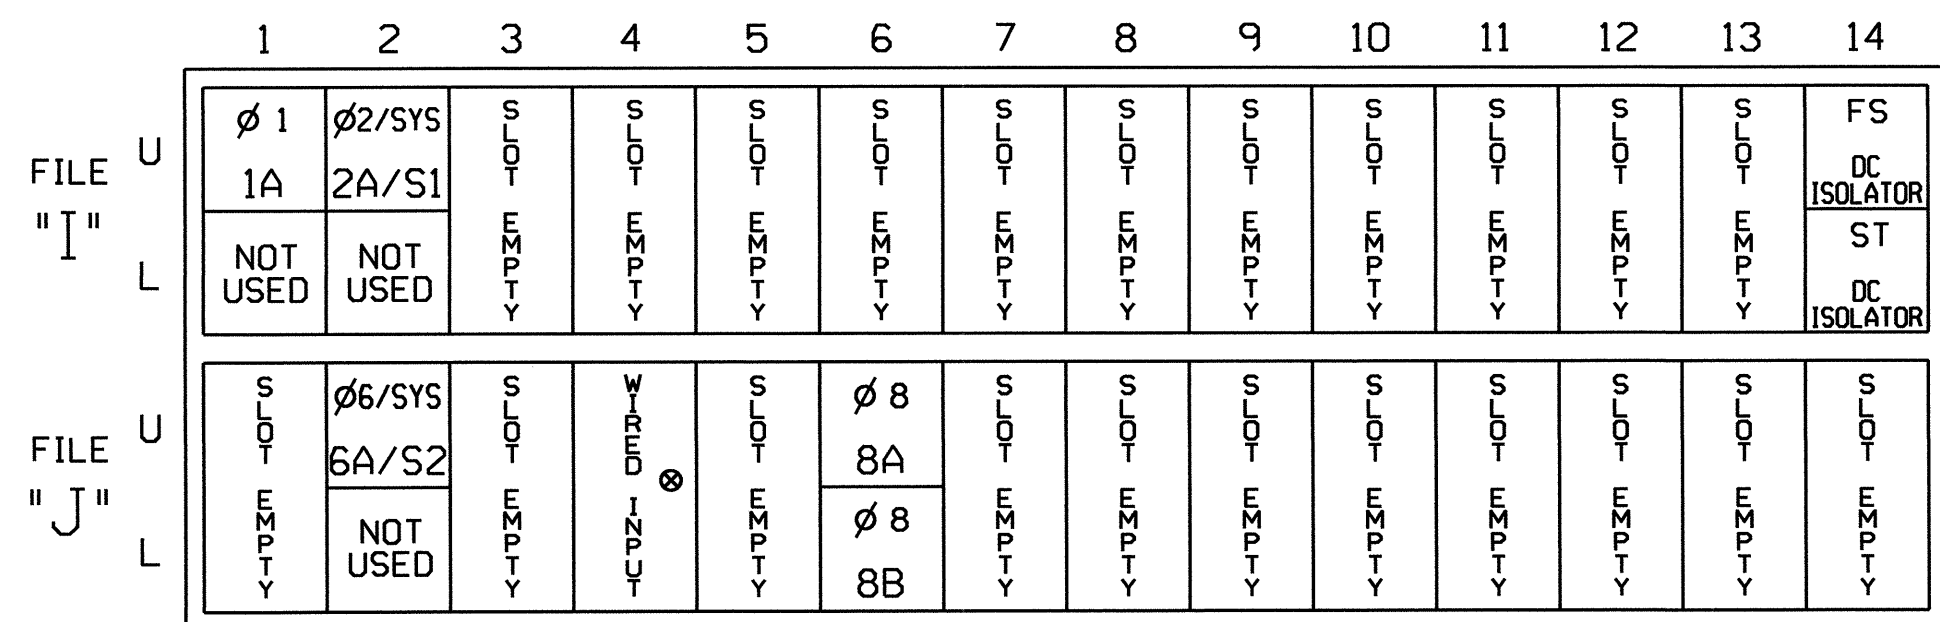 1 2 3 4 5 6 7 8 9 10 11 12 13 14
FILE "I"
U
L
Ø 1
1A
NOT
USED
Ø2/SYS
2A/S1
NOT
USED
SLOT EMPTY
SLOT EMPTY
SLOT EMPTY
SLOT EMPTY
SLOT EMPTY
SLOT EMPTY
SLOT EMPTY
SLOT EMPTY
SLOT EMPTY
SLOT EMPTY
SLOT EMPTY
FS
DC
ISOLATOR
ST
DC
ISOLATOR
FILE "J"
U
L
SLOT EMPTY
Ø6/SYS
6A/S2
NOT
USED
SLOT EMPTY
WIRED INPUT ⊗
SLOT EMPTY
Ø 8
8A
Ø 8
8B
SLOT EMPTY
SLOT EMPTY
SLOT EMPTY
SLOT EMPTY
SLOT EMPTY
SLOT EMPTY
SLOT EMPTY
SLOT EMPTY